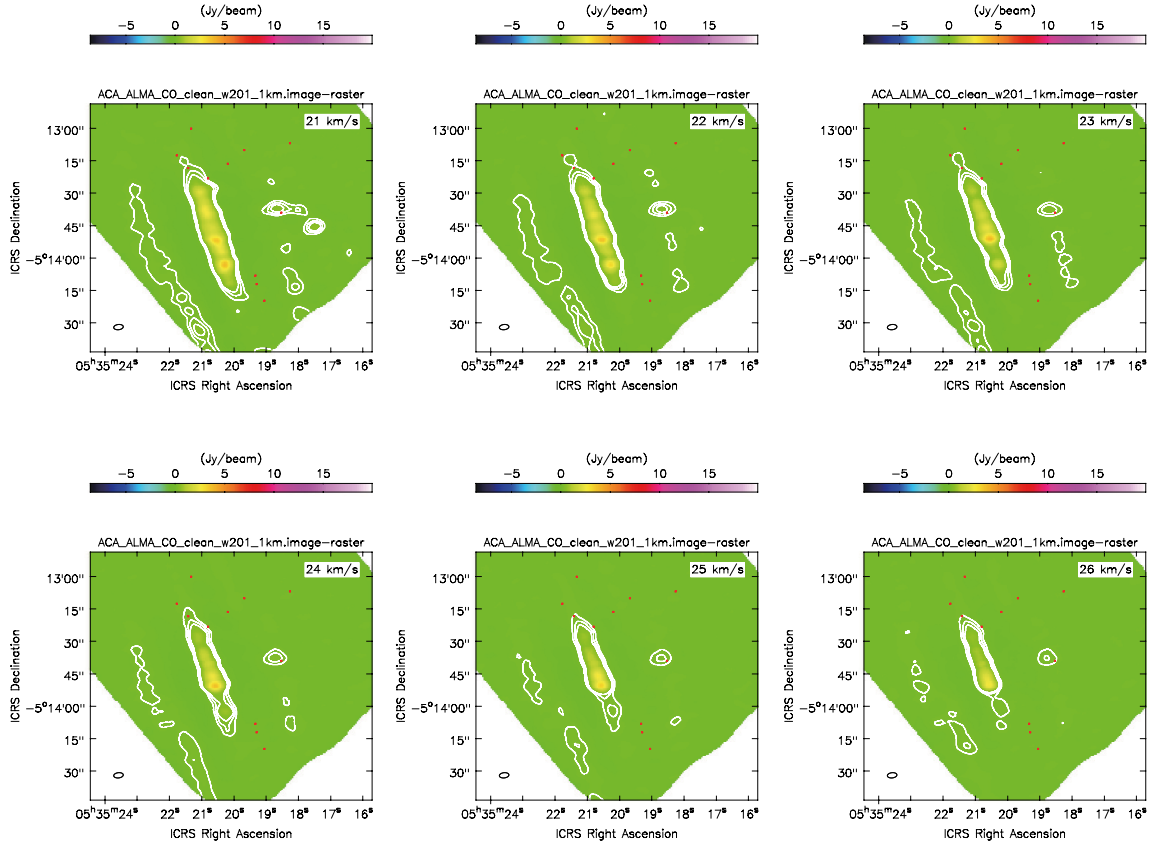 (Jy/beam) (Jy/beam) (Jy/beam)
−5 0 5 10 15 −5 0 5 10 15 −5 0 5 10 15
ACA_ALMA_CO_clean_w201_1km.image-raster ACA_ALMA_CO_clean_w201_1km.image-raster ACA_ALMA_CO_clean_w201_1km.image-raster
21 km/s 22 km/s 23 km/s
13'00" 13'00" 13'00"
15" 15" 15"
30" 30" 30"
45" 45" 45"
−5°14'00" −5°14'00" −5°14'00"
15" 15" 15"
30" 30" 30"
ICRS Declination ICRS Declination ICRS Declination
05ʰ35ᵐ24ˢ 22ˢ 21ˢ 20ˢ 19ˢ 18ˢ 17ˢ 16ˢ 05ʰ35ᵐ24ˢ 22ˢ 21ˢ 20ˢ 19ˢ 18ˢ 17ˢ 16ˢ 05ʰ35ᵐ24ˢ 22ˢ 21ˢ 20ˢ 19ˢ 18ˢ 17ˢ 16ˢ
ICRS Right Ascension ICRS Right Ascension ICRS Right Ascension
(Jy/beam) (Jy/beam) (Jy/beam)
−5 0 5 10 15 −5 0 5 10 15 −5 0 5 10 15
ACA_ALMA_CO_clean_w201_1km.image-raster ACA_ALMA_CO_clean_w201_1km.image-raster ACA_ALMA_CO_clean_w201_1km.image-raster
24 km/s 25 km/s 26 km/s
13'00" 13'00" 13'00"
15" 15" 15"
30" 30" 30"
45" 45" 45"
−5°14'00" −5°14'00" −5°14'00"
15" 15" 15"
30" 30" 30"
ICRS Declination ICRS Declination ICRS Declination
05ʰ35ᵐ24ˢ 22ˢ 21ˢ 20ˢ 19ˢ 18ˢ 17ˢ 16ˢ 05ʰ35ᵐ24ˢ 22ˢ 21ˢ 20ˢ 19ˢ 18ˢ 17ˢ 16ˢ 05ʰ35ᵐ24ˢ 22ˢ 21ˢ 20ˢ 19ˢ 18ˢ 17ˢ 16ˢ
ICRS Right Ascension ICRS Right Ascension ICRS Right Ascension